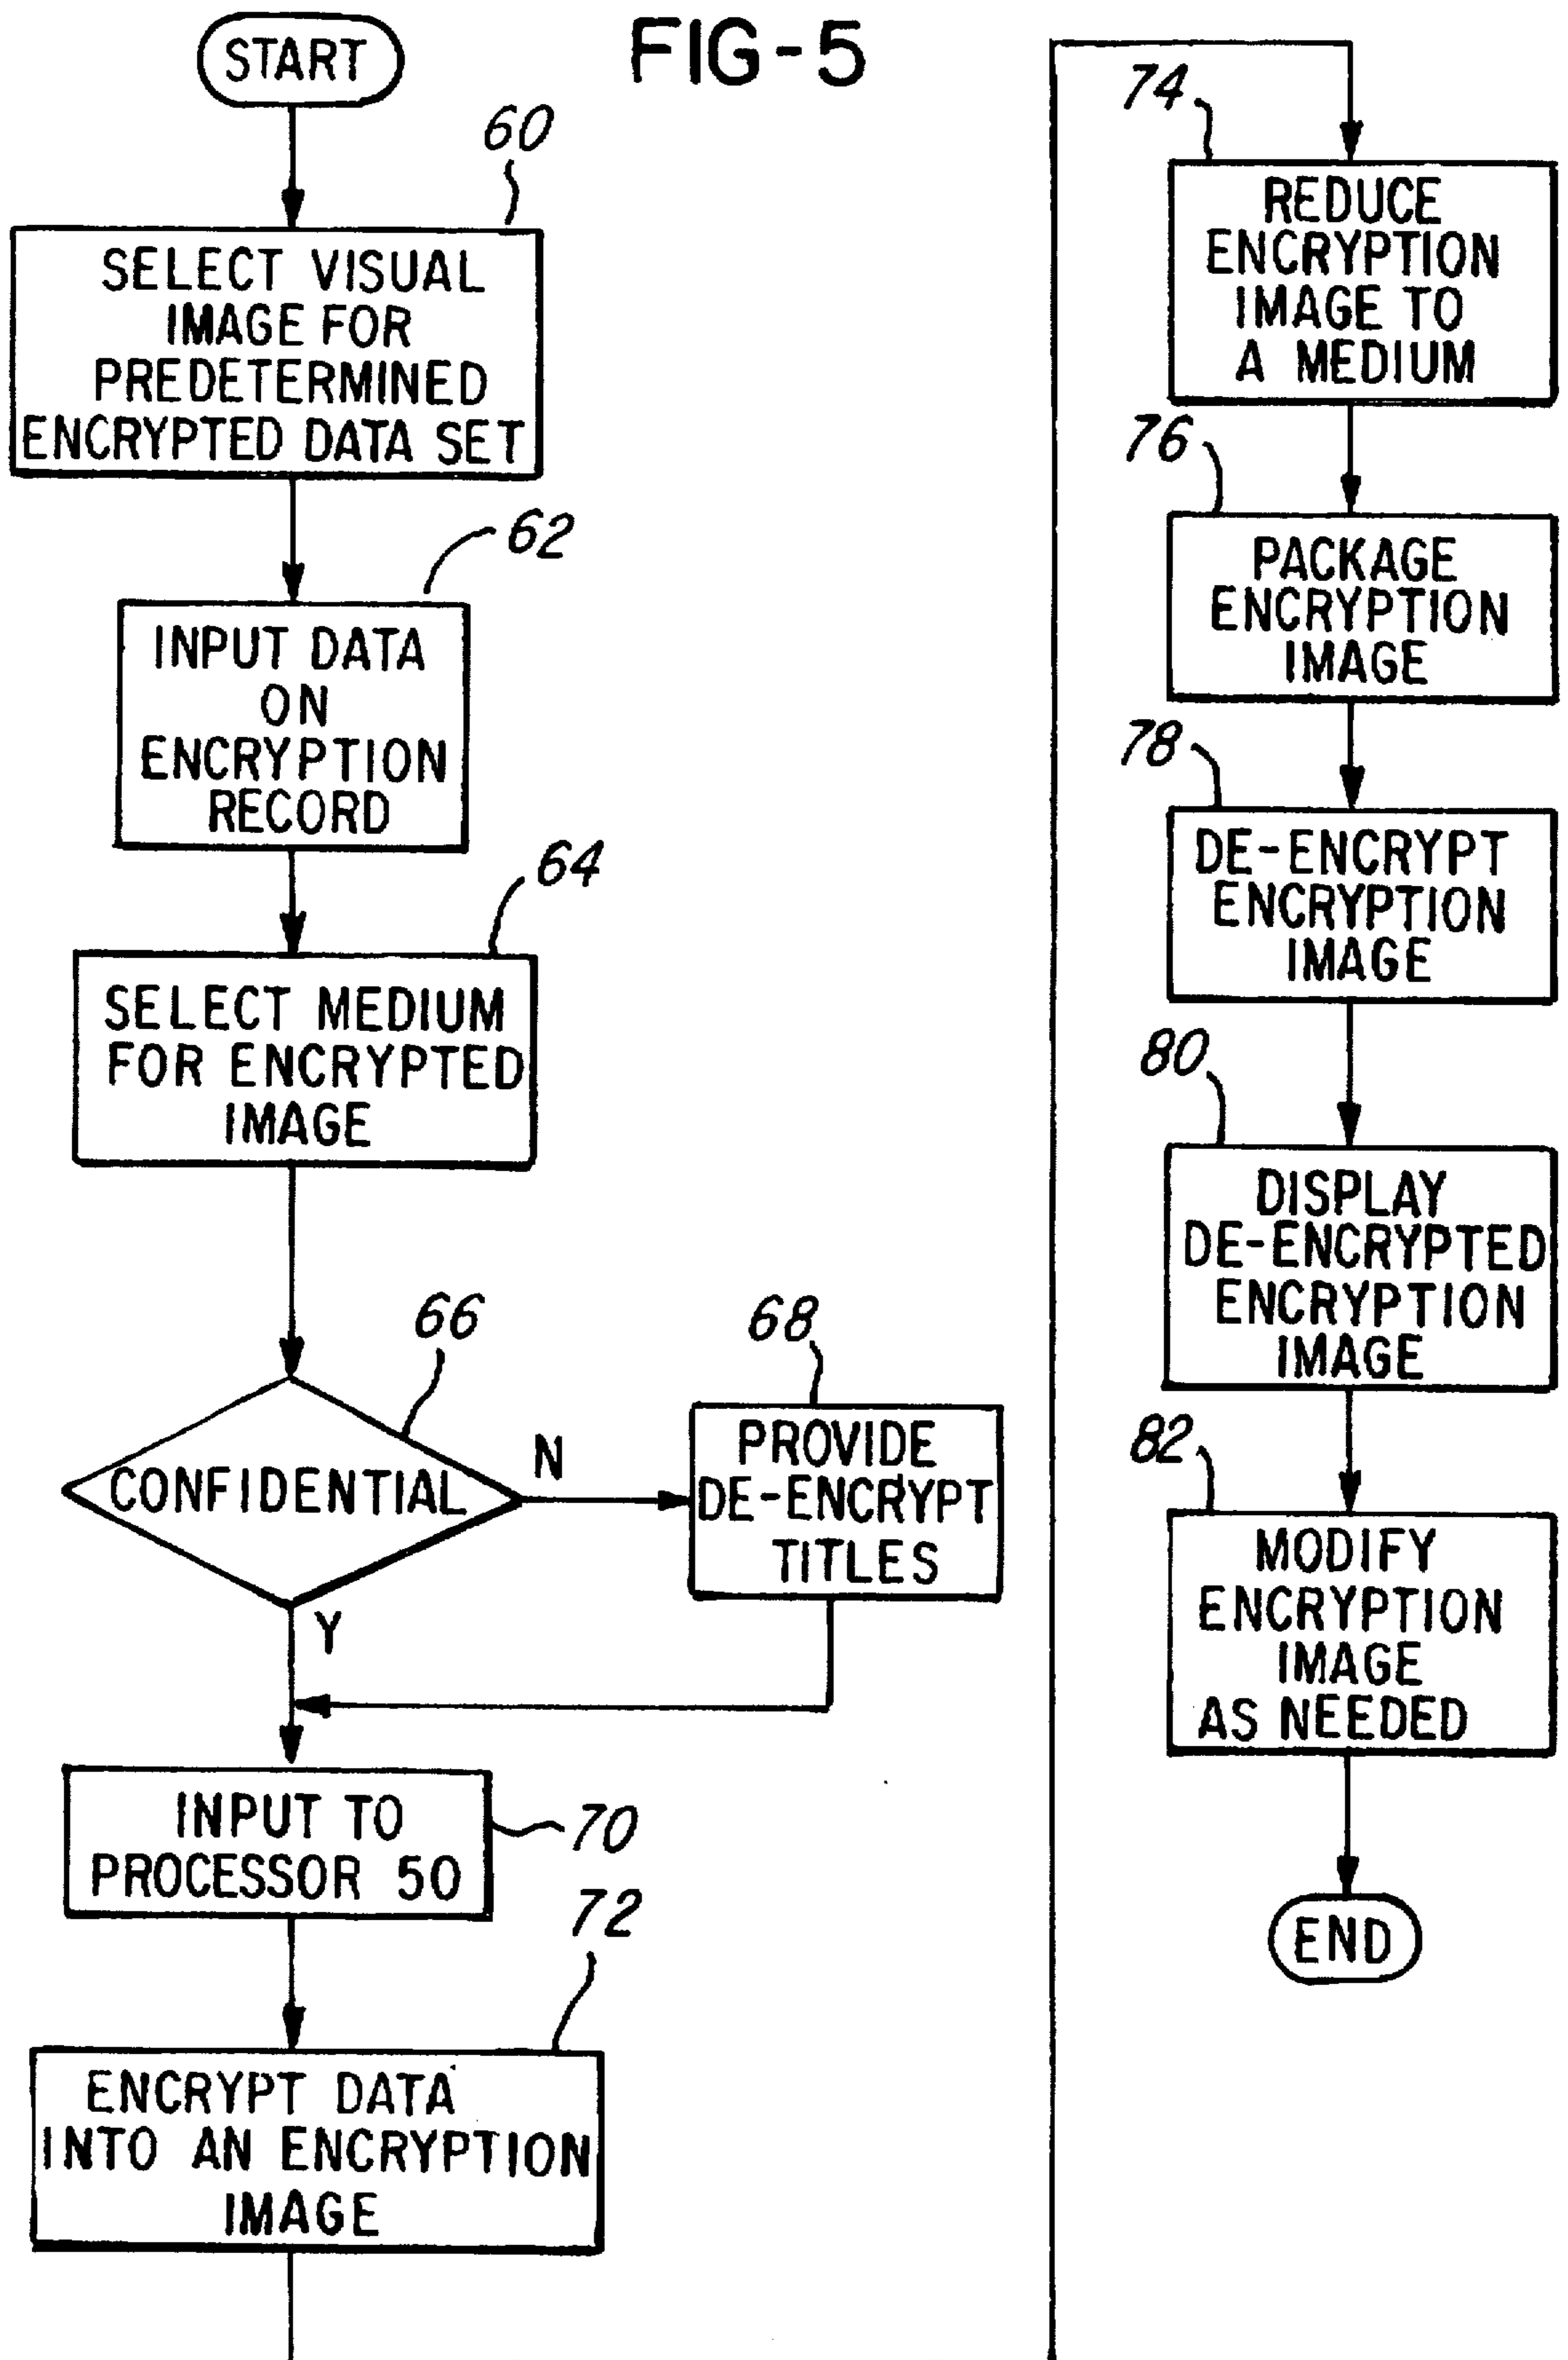 FIG-5
START
60
SELECT VISUAL
IMAGE FOR
PREDETERMINED
ENCRYPTED DATA SET
62
INPUT DATA
ON
ENCRYPTION
RECORD
64
SELECT MEDIUM
FOR ENCRYPTED
IMAGE
66
CONFIDENTIAL
N
Y
68
PROVIDE
DE-ENCRYPT
TITLES
70
INPUT TO
PROCESSOR 50
72
ENCRYPT DATA
INTO AN ENCRYPTION
IMAGE
74
REDUCE
ENCRYPTION
IMAGE TO
A MEDIUM
76
PACKAGE
ENCRYPTION
IMAGE
78
DE-ENCRYPT
ENCRYPTION
IMAGE
80
DISPLAY
DE-ENCRYPTED
ENCRYPTION
IMAGE
82
MODIFY
ENCRYPTION
IMAGE
AS NEEDED
END